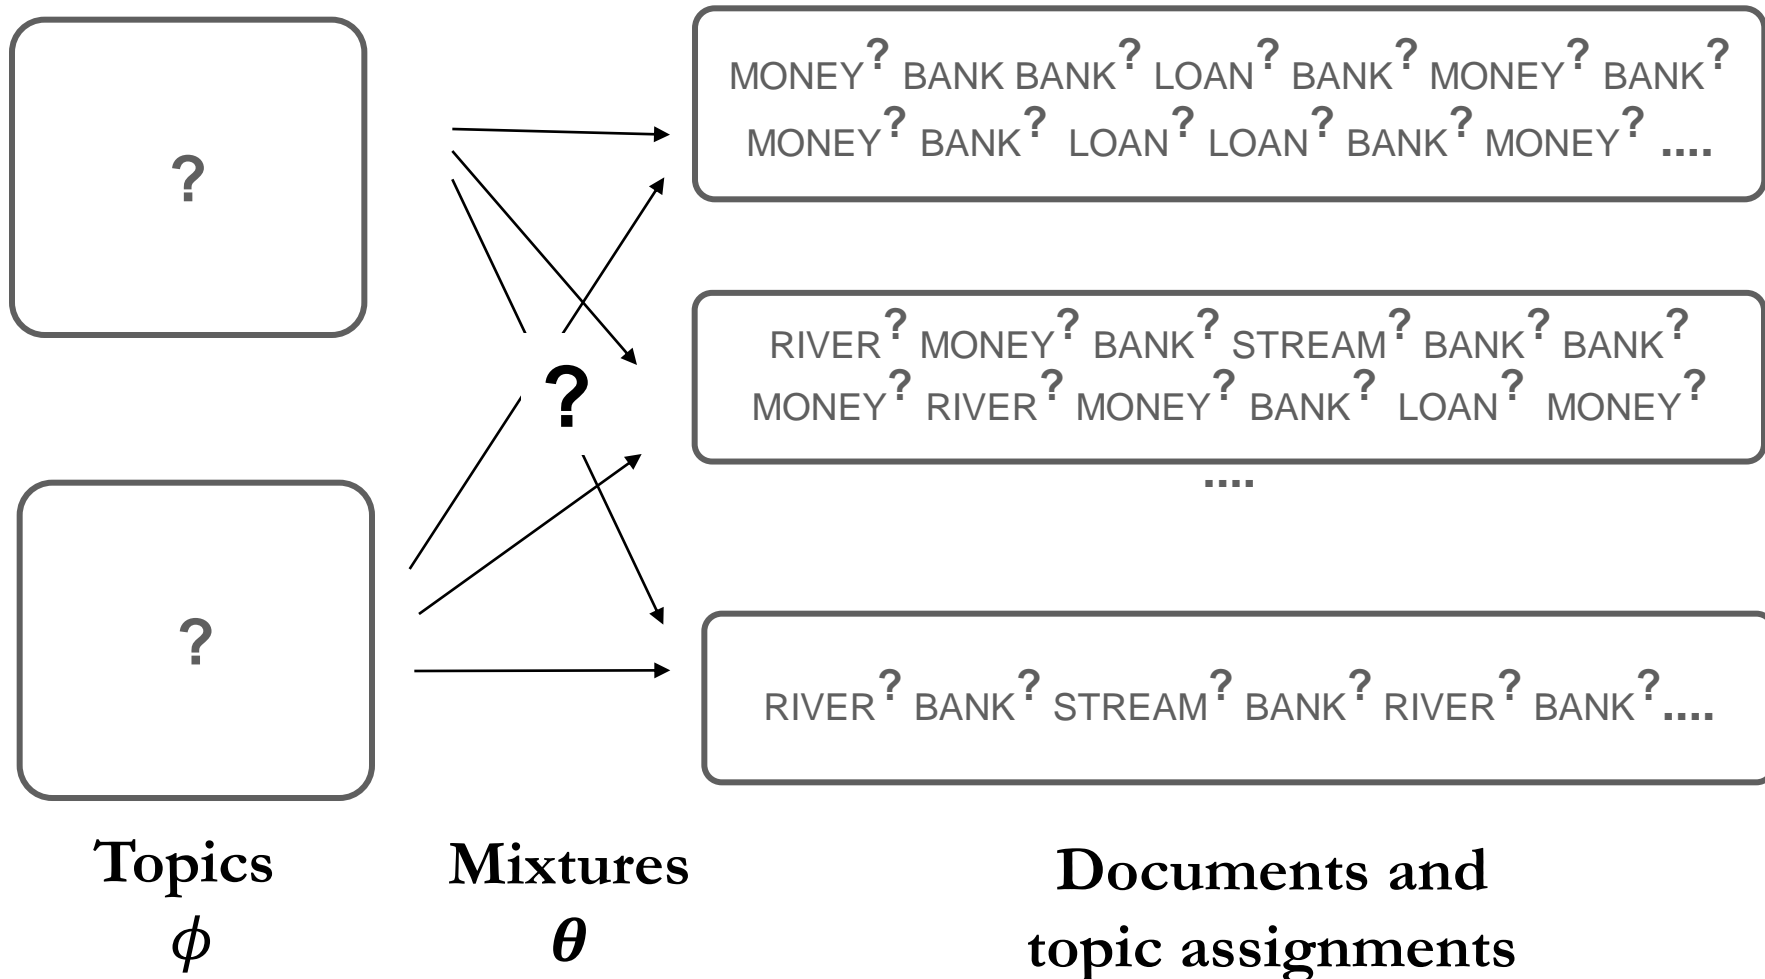 ?
MONEY? BANK BANK? LOAN? BANK? MONEY? BANK?
MONEY? BANK? LOAN? LOAN? BANK? MONEY? ....
?
RIVER? MONEY? BANK? STREAM? BANK? BANK?
MONEY? RIVER? MONEY? BANK? LOAN? MONEY?
....
?
RIVER? BANK? STREAM? BANK? RIVER? BANK?....
Topics
ϕ
Mixtures
θ
Documents and
topic assignments